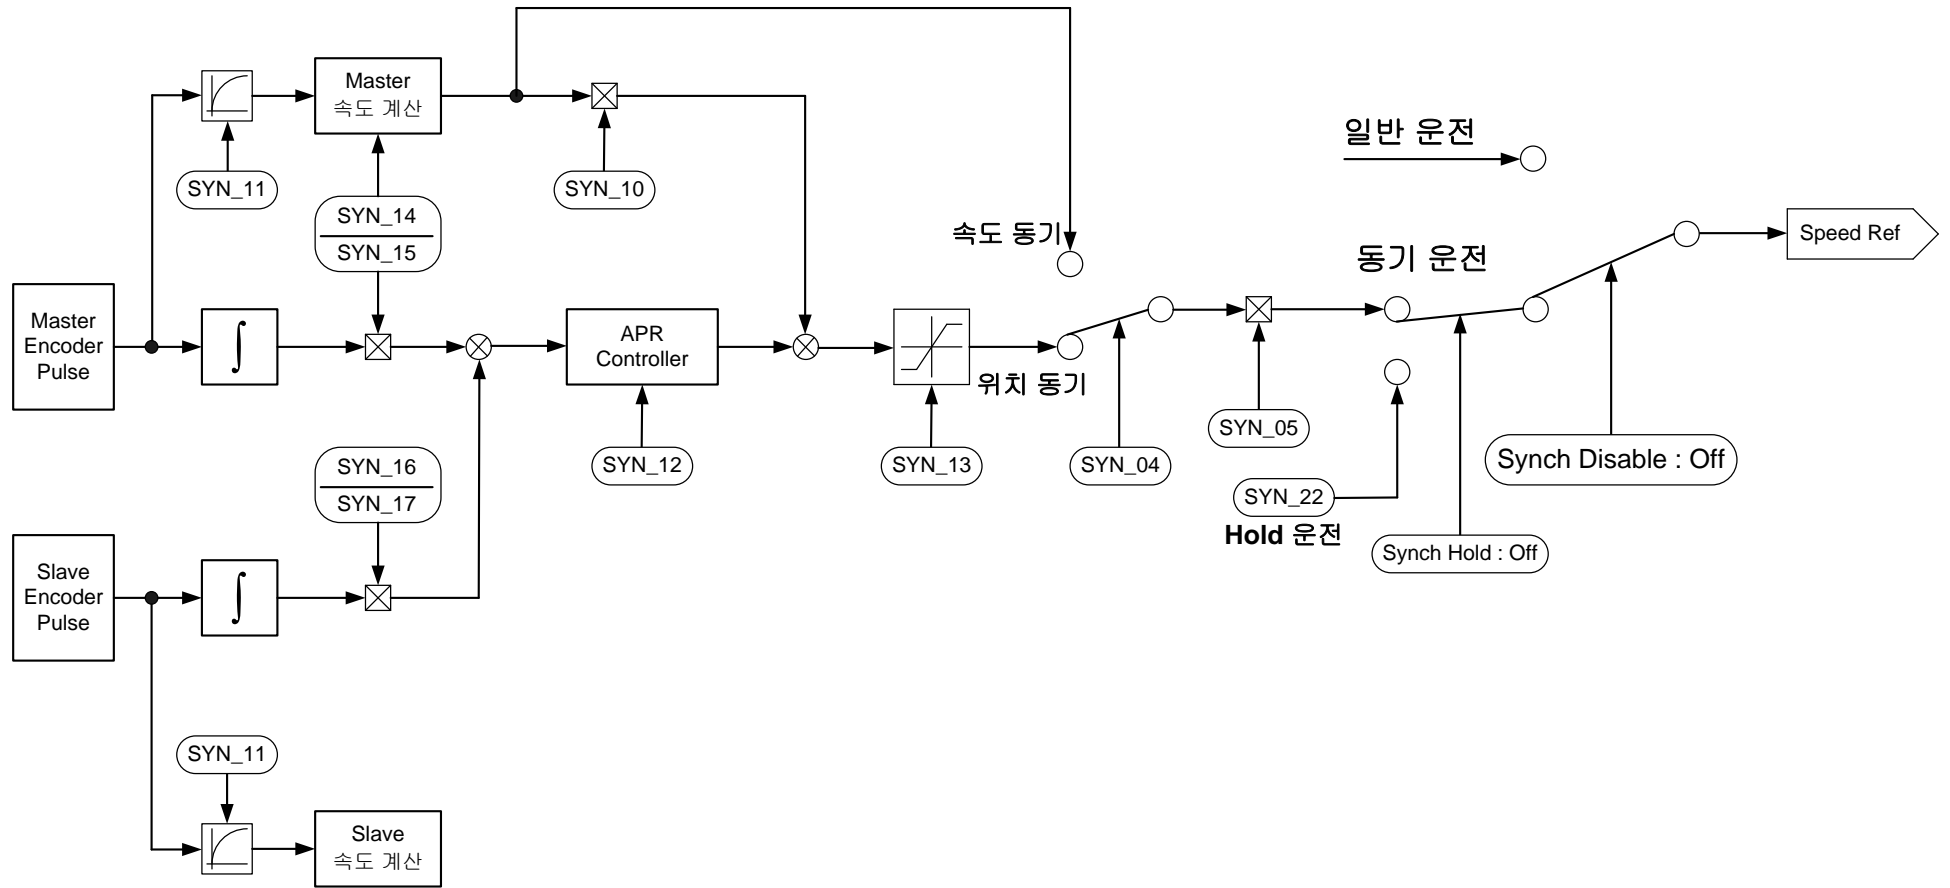 Master
속도 계산
SYN_11
SYN_10
SYN_14
SYN_15
일반 운전
속도 동기
동기 운전
Speed Ref
Master
Encoder
Pulse
∫
APR
Controller
위치 동기
SYN_12
SYN_13
SYN_04
SYN_05
Synch Disable : Off
SYN_22
Hold 운전
Synch Hold : Off
SYN_16
SYN_17
Slave
Encoder
Pulse
∫
SYN_11
Slave
속도 계산